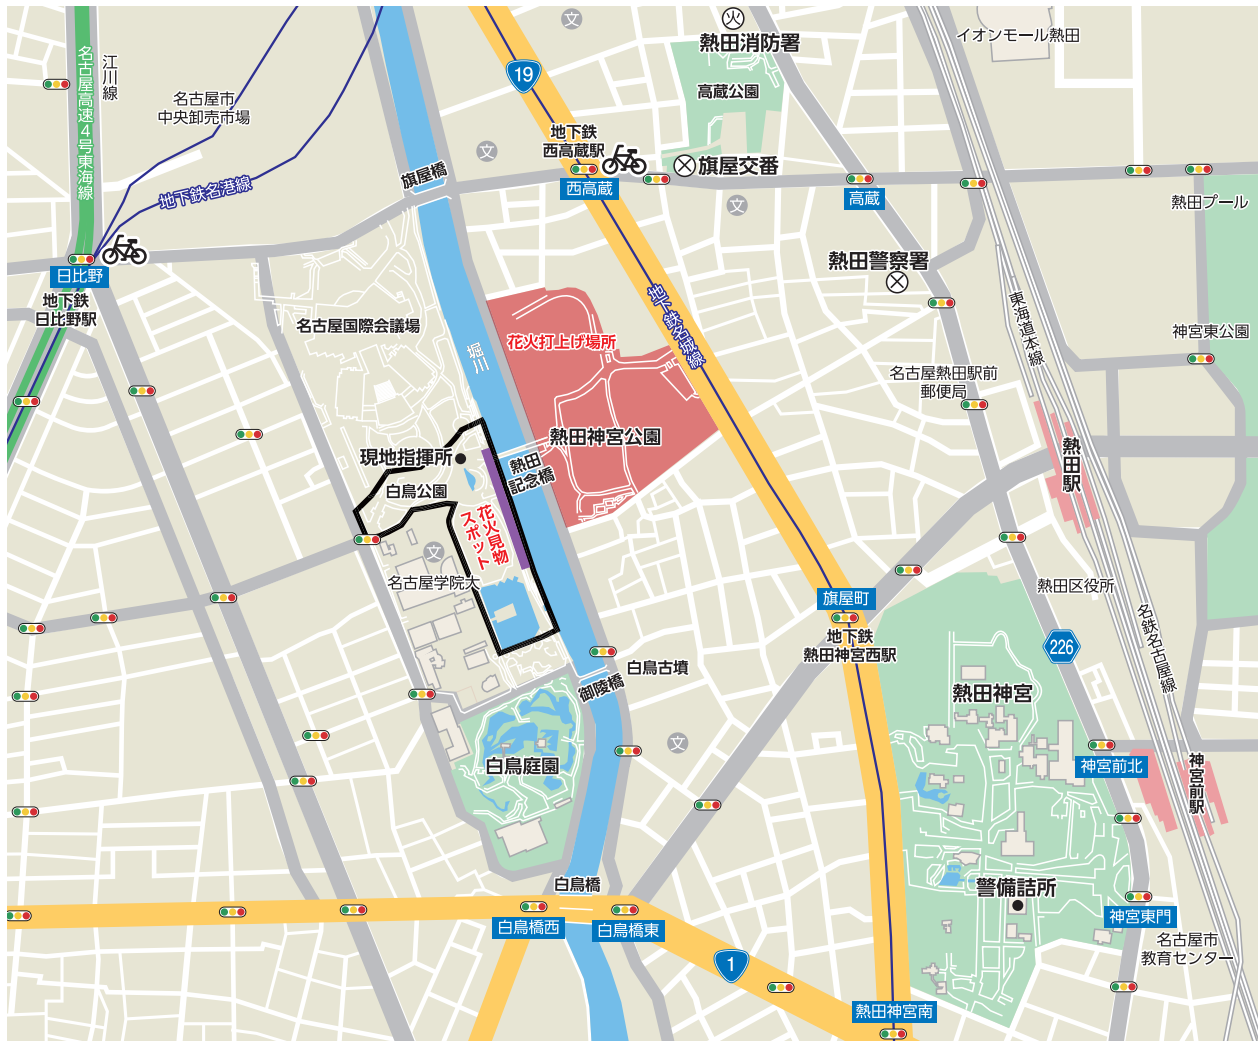 文
火
熱田消防署
イオンモール熱田
名古屋高速4号東海線
江川線
19
高蔵公園
名古屋市
中央卸売市場
地下鉄
西高蔵駅
文
旗屋交番
旗屋橋
西高蔵
高蔵
地下鉄名港線
文
熱田プール
日比野
熱田警察署
地下鉄
日比野駅
地下鉄名城線
東海道本線
名古屋国際会議場
花火打上げ場所
堀川
神宮東公園
名古屋熱田駅前
郵便局
熱田神宮公園
現地指揮所
熱田
記念橋
熱田駅
白鳥公園
花火見物
スポット
文
名古屋学院大
熱田区役所
旗屋町
地下鉄
熱田神宮西駅
名鉄名古屋線
226
白鳥古墳
御陵橋
熱田神宮
文
白鳥庭園
神宮前北
神宮前駅
白鳥橋
警備詰所
白鳥橋西
白鳥橋東
神宮東門
名古屋市
教育センター
1
熱田神宮南